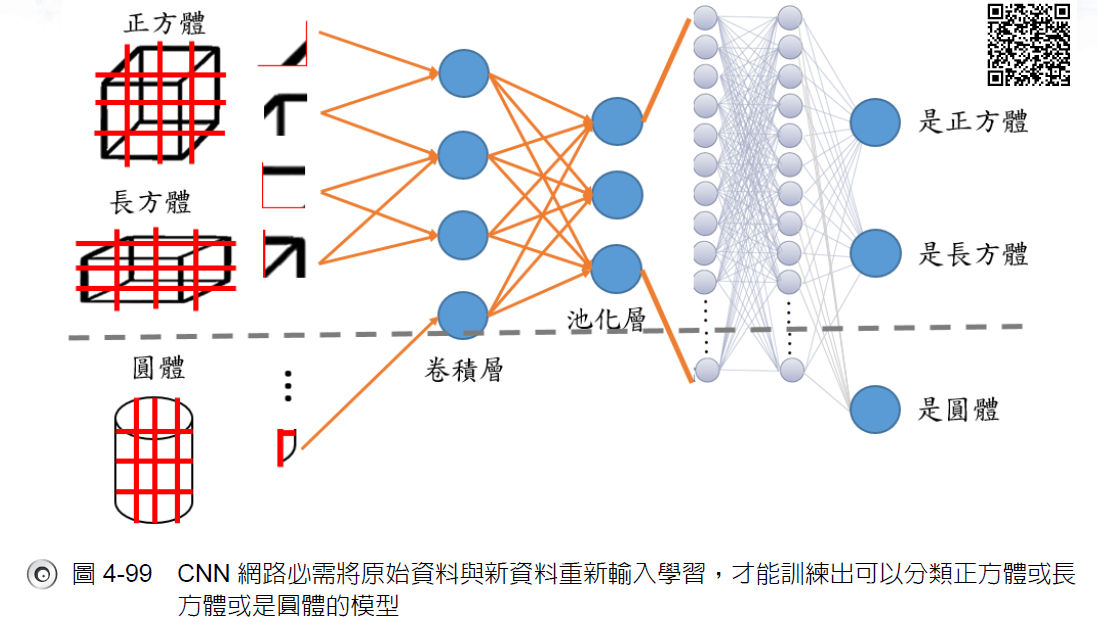 正方體
長方體
圓體
卷積層
池化層
是正方體
是長方體
是圓體
圖 4-99 CNN 網路必需將原始資料與新資料重新輸入學習，才能訓練出可以分類正方體或長
方體或是圓體的模型